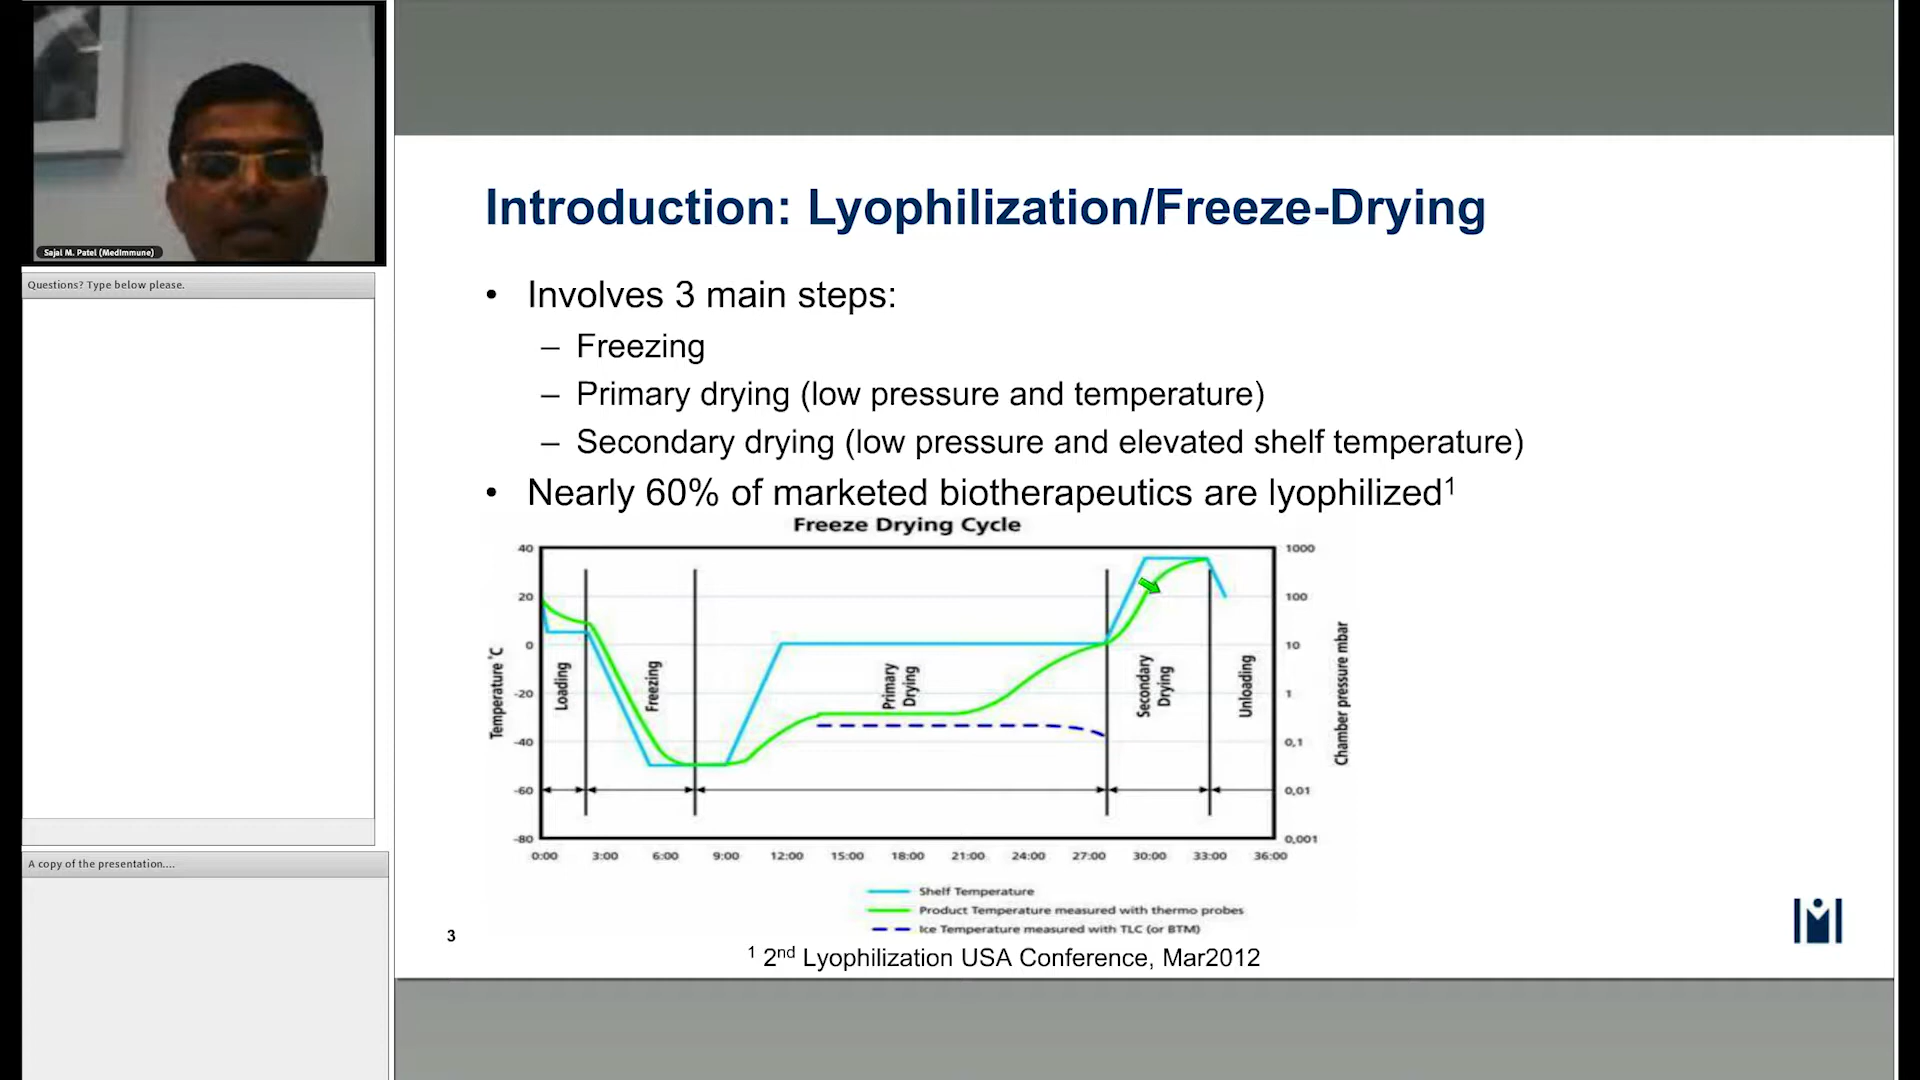 Sajal M. Patel (MedImmune)
Questions? Type below please.
A copy of the presentation....
Introduction: Lyophilization/Freeze-Drying
• Involves 3 main steps:
– Freezing
– Primary drying (low pressure and temperature)
– Secondary drying (low pressure and elevated shelf temperature)
• Nearly 60% of marketed biotherapeutics are lyophilized¹
Freeze Drying Cycle
Temperature °C
40
20
0
-20
-40
-60
-80
Loading
Freezing
Primary
Drying
Secondary
Drying
Unloading
1000
100
10
1
0,1
0,01
0,001
Chamber pressure mbar
0:00 3:00 6:00 9:00 12:00 15:00 18:00 21:00 24:00 27:00 30:00 33:00 36:00
Shelf Temperature
Product Temperature measured with thermo probes
Ice Temperature measured with TLC (or BTM)
3
¹ 2nd Lyophilization USA Conference, Mar2012